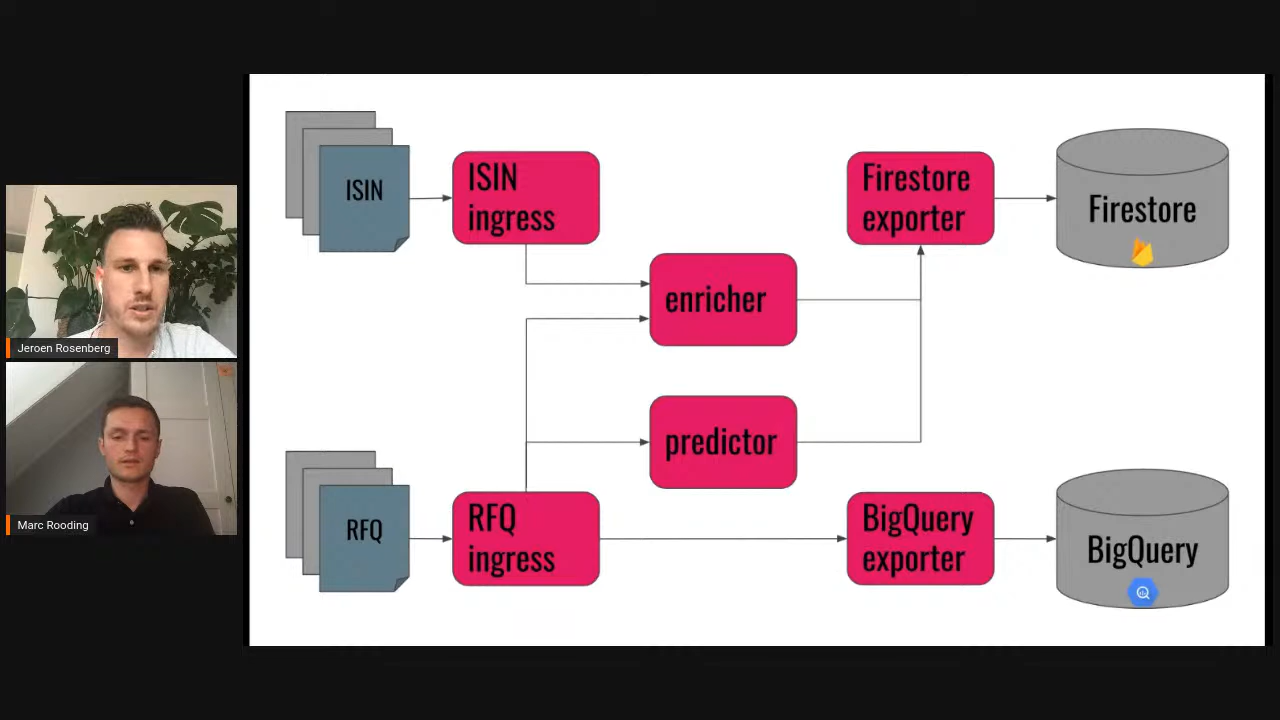 Jeroen Rosenberg
Marc Rooding
ISIN
ISIN
ingress
Firestore
exporter
Firestore
enricher
predictor
RFQ
RFQ
ingress
BigQuery
exporter
BigQuery